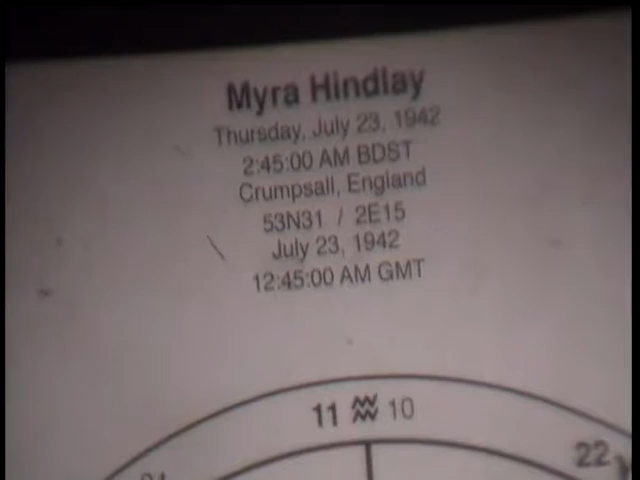 Myra Hindlay
Thursday, July 23, 1942
2:45:00 AM BDST
Crumpsall, England
53N31 / 2E15
July 23, 1942
12:45:00 AM GMT
11 ♒ 10
22